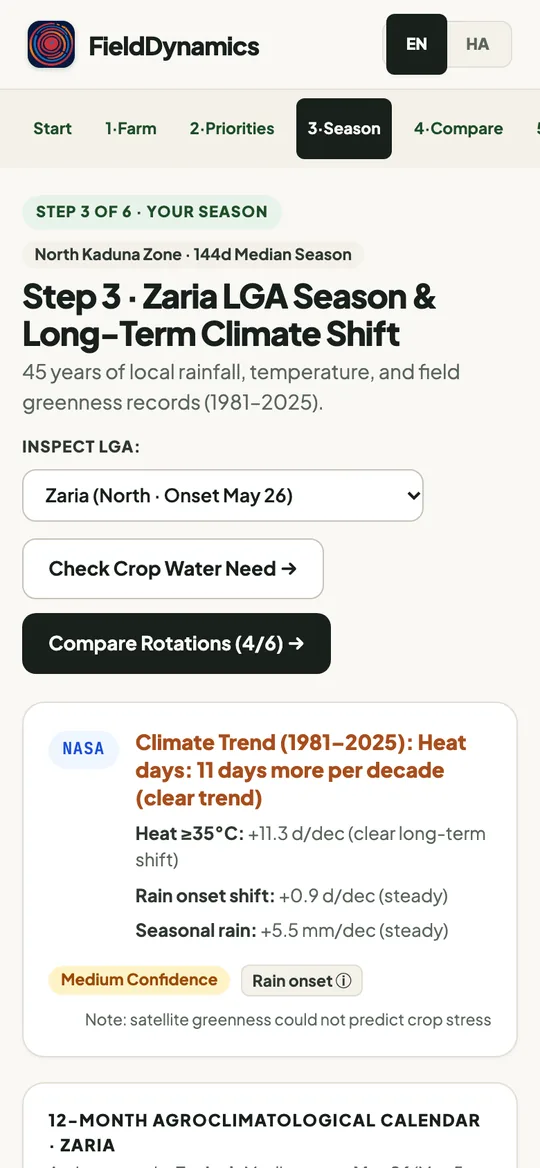 FieldDynamics
EN HA
Start 1·Farm 2·Priorities 3·Season 4·Compare
STEP 3 OF 6 · YOUR SEASON
North Kaduna Zone · 144d Median Season
Step 3 · Zaria LGA Season &
Long-Term Climate Shift
45 years of local rainfall, temperature, and field
greenness records (1981–2025).
INSPECT LGA:
Zaria (North · Onset May 26)
Check Crop Water Need →
Compare Rotations (4/6) →
NASA
Climate Trend (1981–2025): Heat
days: 11 days more per decade
(clear trend)
Heat ≥35°C: +11.3 d/dec (clear long-term
shift)
Rain onset shift: +0.9 d/dec (steady)
Seasonal rain: +5.5 mm/dec (steady)
Medium Confidence Rain onset ⓘ
Note: satellite greenness could not predict crop stress
12-MONTH AGROCLIMATOLOGICAL CALENDAR
· ZARIA